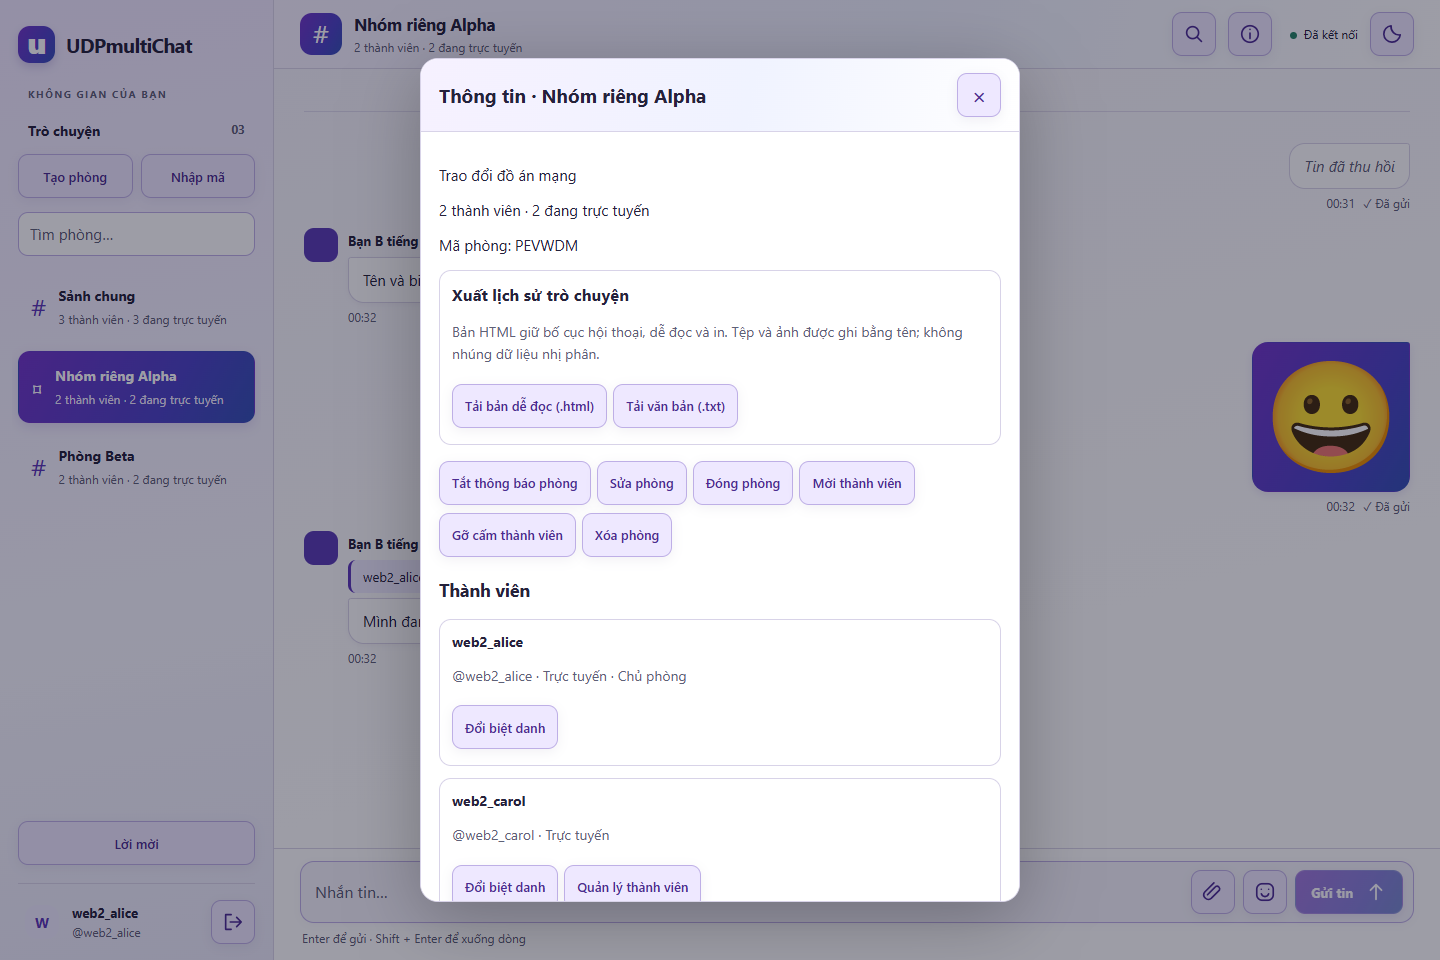 u UDPmultiChat
KHÔNG GIAN CỦA BẠN
Trò chuyện 03
Tạo phòng Nhập mã
Tìm phòng...
# Sảnh chung
3 thành viên · 3 đang trực tuyến
Nhóm riêng Alpha
2 thành viên · 2 đang trực tuyến
# Phòng Beta
2 thành viên · 2 đang trực tuyến
Lời mời
W web2_alice
@web2_alice
# Nhóm riêng Alpha
2 thành viên · 2 đang trực tuyến
Đã kết nối
Tin đã thu hồi
00:31 ✓ Đã gửi
Bạn B tiếng
Tên và
00:32
00:32 ✓ Đã gửi
Bạn B tiếng
Mình
00:32
Thông tin · Nhóm riêng Alpha
×
Trao đổi đồ án mạng
2 thành viên · 2 đang trực tuyến
Mã phòng: PEVWDM
Xuất lịch sử trò chuyện
Bản HTML giữ bố cục hội thoại, dễ đọc và in. Tệp và ảnh được ghi bằng tên; không
nhúng dữ liệu nhị phân.
Tải bản dễ đọc (.html) Tải văn bản (.txt)
Tắt thông báo phòng Sửa phòng Đóng phòng Mời thành viên
Gỡ cấm thành viên Xóa phòng
Thành viên
web2_alice
@web2_alice · Trực tuyến · Chủ phòng
Đổi biệt danh
web2_carol
@web2_carol · Trực tuyến
Đổi biệt danh Quản lý thành viên
Nhắn tin...
Gửi tin
Enter để gửi · Shift + Enter để xuống dòng